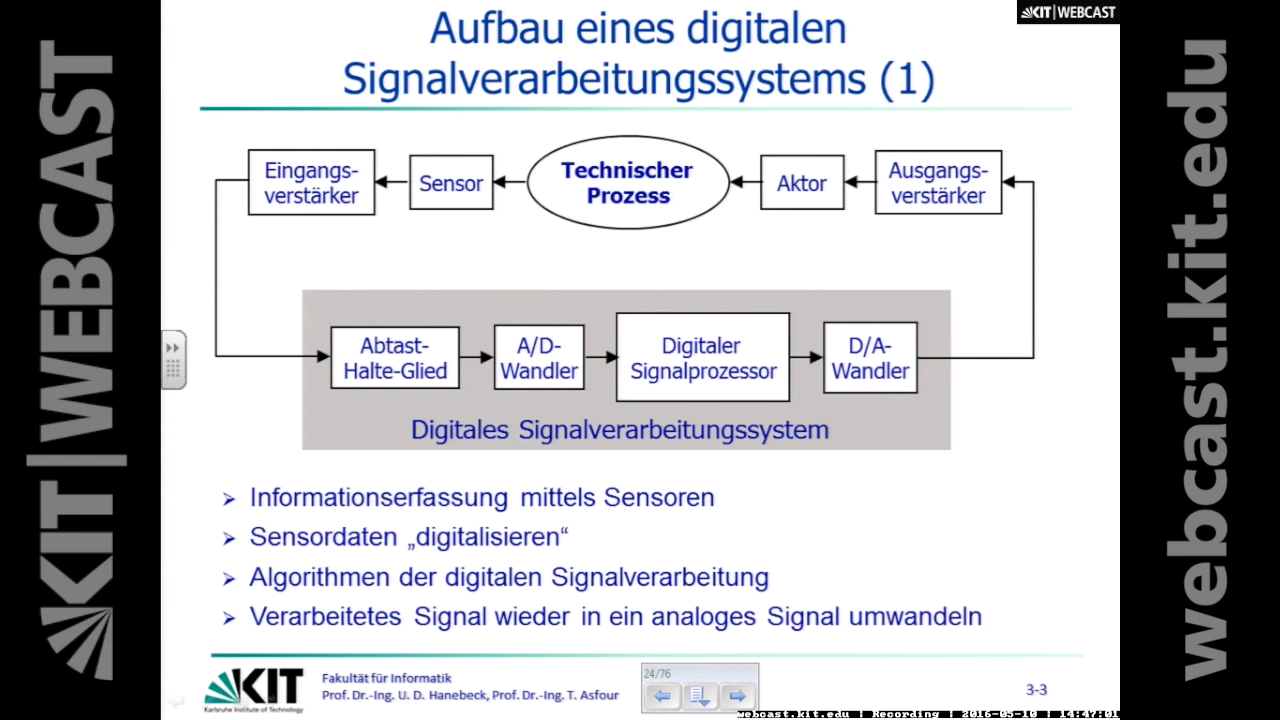 KIT | WEBCAST
Aufbau eines digitalen
Signalverarbeitungssystems (1)
Eingangs-
verstärker
Sensor
Technischer
Prozess
Aktor
Ausgangs-
verstärker
Abtast-
Halte-Glied
A/D-
Wandler
Digitaler
Signalprozessor
D/A-
Wandler
Digitales Signalverarbeitungssystem
Informationserfassung mittels Sensoren
Sensordaten „digitalisieren“
Algorithmen der digitalen Signalverarbeitung
Verarbeitetes Signal wieder in ein analoges Signal umwandeln
KIT
Karlsruhe Institute of Technology
Fakultät für Informatik
Prof. Dr.-Ing. U. D. Hanebeck, Prof. Dr.-Ing. T. Asfour
24/76
3-3
webcast.kit.edu | Recording | 2016-05-10 | 14:47:01
KIT | WEBCAST
webcast.kit.edu